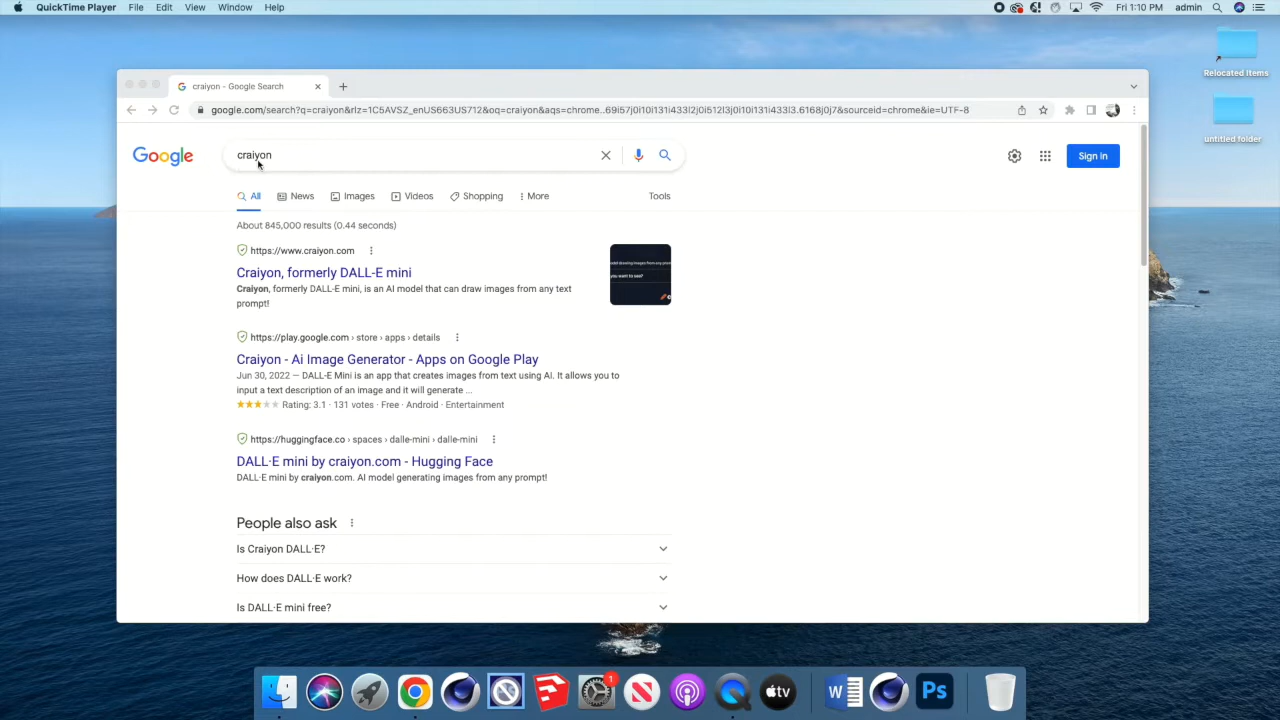 QuickTime Player File Edit View Window Help Fri 1:10 PM admin
Relocated Items
untitled folder
craiyon - Google Search
google.com/search?q=craiyon&rlz=1C5AVSZ_enUS663US712&oq=craiyon&aqs=chrome..69i57j0i10i131i433l2j0i512l3j0i10i131i433l3.6168j0j7&sourceid=chrome&ie=UTF-8
Google craiyon Sign in
All News Images Videos Shopping More Tools
About 845,000 results (0.44 seconds)
https://www.craiyon.com
Craiyon, formerly DALL-E mini
Craiyon, formerly DALL-E mini, is an AI model that can draw images from any text
prompt!
you want to see?
https://play.google.com › store › apps › details
Craiyon - Ai Image Generator - Apps on Google Play
Jun 30, 2022 — DALL-E Mini is an app that creates images from text using AI. It allows you to
input a text description of an image and it will generate ...
Rating: 3.1 · 131 votes · Free · Android · Entertainment
https://huggingface.co › spaces › dalle-mini › dalle-mini
DALL·E mini by craiyon.com - Hugging Face
DALL·E mini by craiyon.com. AI model generating images from any prompt!
People also ask
Is Craiyon DALL·E?
How does DALL·E work?
Is DALL·E mini free?
1
tv
W
Ps